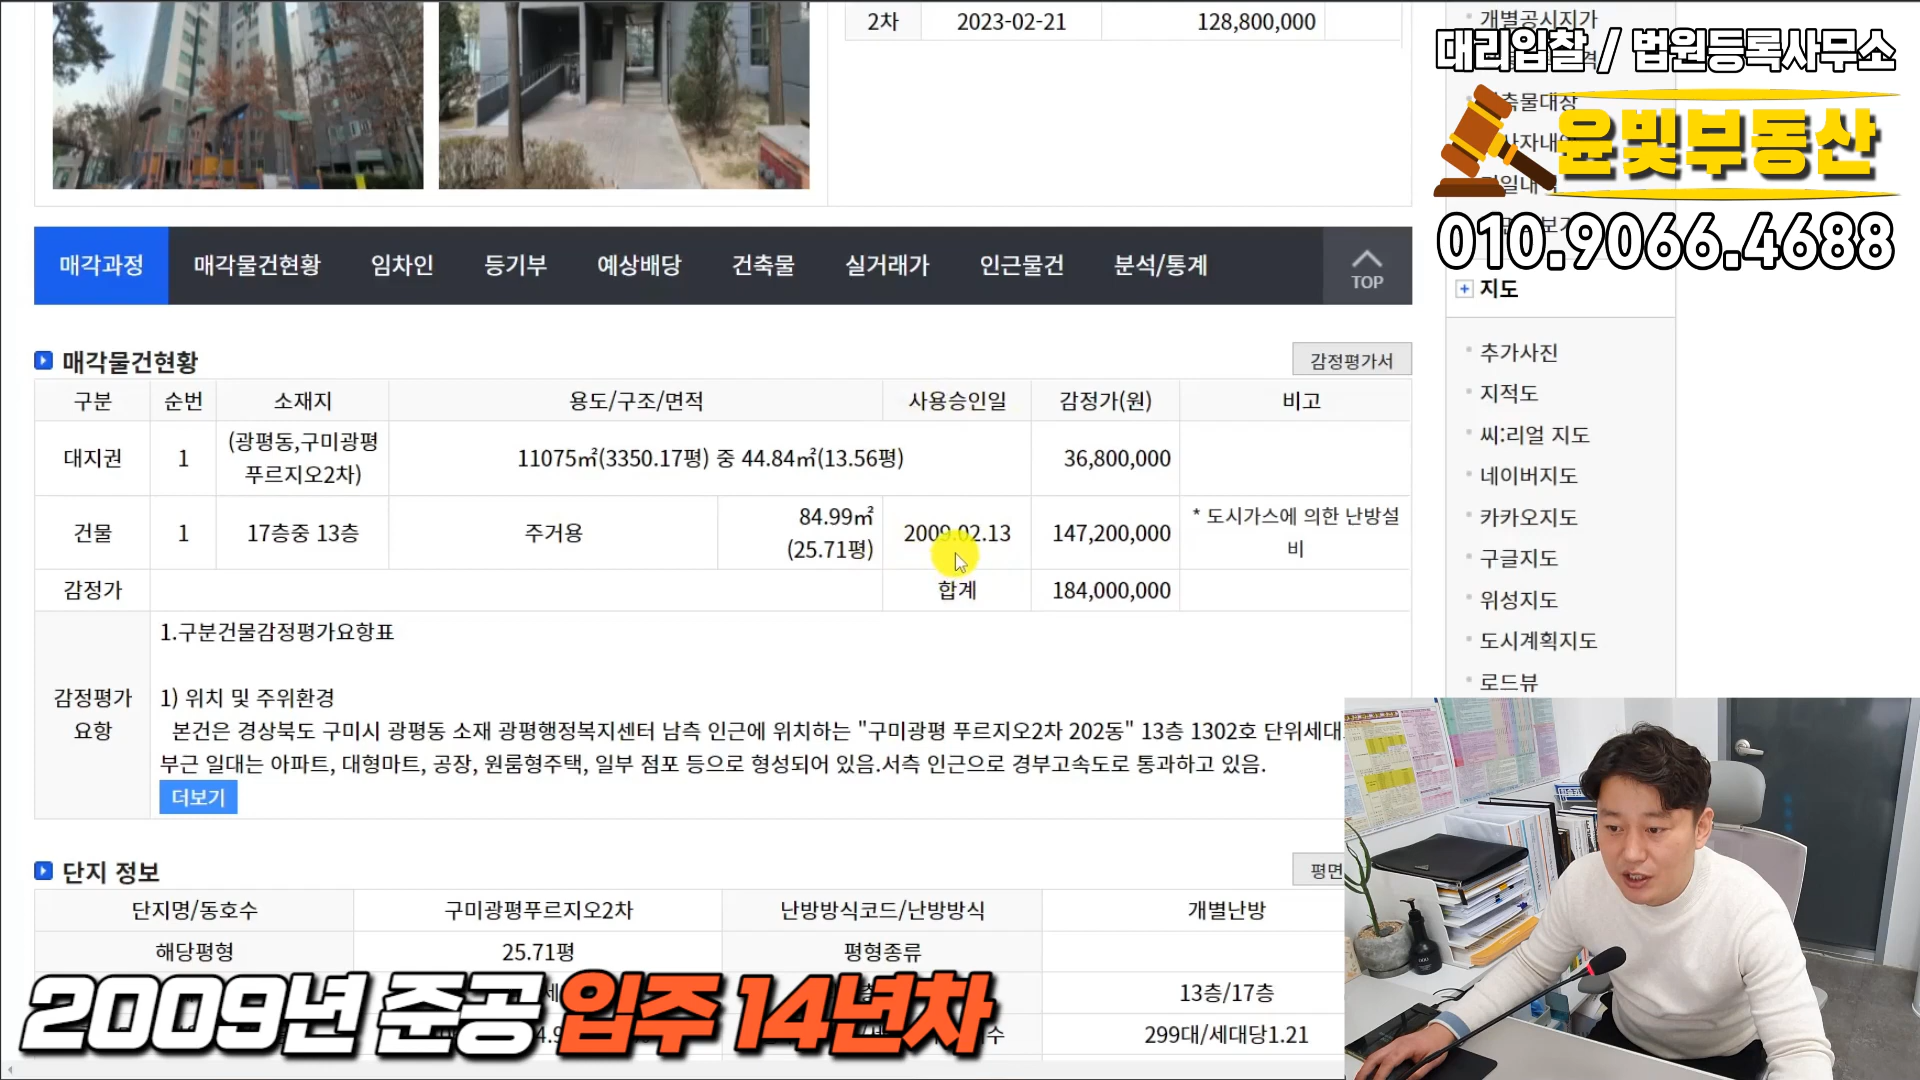 2차 2023-02-21 128,800,000
개별공시지가
대리입찰 / 법원등록사무소
윤빛부동산
010.9066.4688
매각과정 매각물건현황 임차인 등기부 예상배당 건축물 실거래가 인근물건 분석/통계 TOP
지도
추가사진
지적도
씨:리얼 지도
네이버지도
카카오지도
구글지도
위성지도
도시계획지도
로드뷰
매각물건현황 감정평가서
구분 순번 소재지 용도/구조/면적 사용승인일 감정가(원) 비고
대지권 1 (광평동,구미광평 푸르지오2차) 11075㎡(3350.17평) 중 44.84㎡(13.56평) 36,800,000
건물 1 17층중 13층 주거용 84.99㎡ (25.71평) 2009.02.13 147,200,000 * 도시가스에 의한 난방설비
감정가 합계 184,000,000
감정평가 요항
1.구분건물감정평가요항표
1) 위치 및 주위환경
본건은 경상북도 구미시 광평동 소재 광평행정복지센터 남측 인근에 위치하는 "구미광평 푸르지오2차 202동" 13층 1302호 단위세대
부근 일대는 아파트, 대형마트, 공장, 원룸형주택, 일부 점포 등으로 형성되어 있음.서측 인근으로 경부고속도로 통과하고 있음.
더보기
단지 정보 평면
단지명/동호수 구미광평푸르지오2차 난방방식코드/난방방식 개별난방
해당평형 25.71평 평형종류
13층/17층
299대/세대당1.21
2009년 준공 입주 14년차